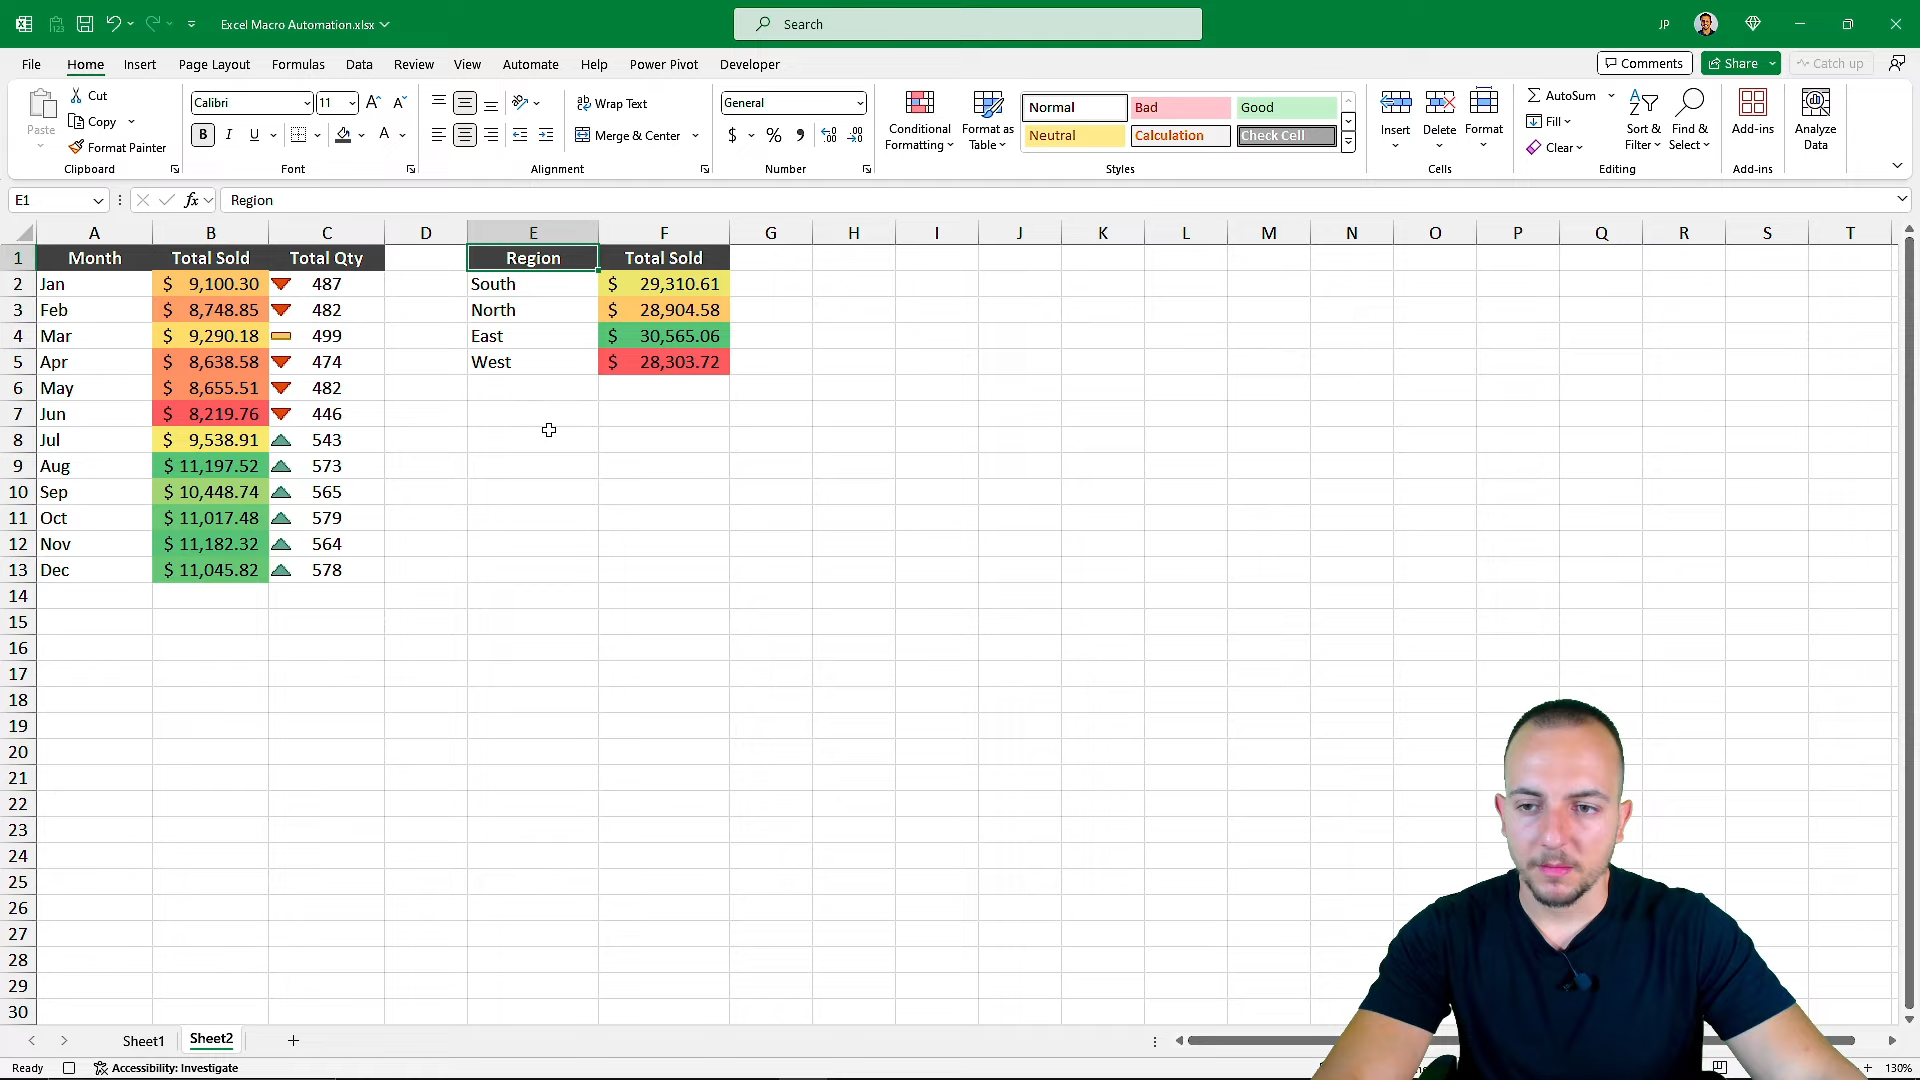 Excel Macro Automation.xlsx
Search
JP
File Home Insert Page Layout Formulas Data Review View Automate Help Power Pivot Developer
Comments Share Catch up
Paste
Cut
Copy
Format Painter
Clipboard
Calibri 11
B I U A
Font
Wrap Text
Merge & Center
Alignment
General
$ % ,
Number
Conditional Formatting
Format as Table
Normal Bad Good
Neutral Calculation Check Cell
Styles
Insert Delete Format
Cells
AutoSum
Fill
Clear
Sort & Filter
Find & Select
Editing
Add-ins
Add-ins
Analyze Data
E1 fx Region
A B C D E F G H I J K L M N O P Q R S T
1 Month Total Sold Total Qty Region Total Sold
2 Jan $ 9,100.30 487 South $ 29,310.61
3 Feb $ 8,748.85 482 North $ 28,904.58
4 Mar $ 9,290.18 499 East $ 30,565.06
5 Apr $ 8,638.58 474 West $ 28,303.72
6 May $ 8,655.51 482
7 Jun $ 8,219.76 446
8 Jul $ 9,538.91 543
9 Aug $ 11,197.52 573
10 Sep $ 10,448.74 565
11 Oct $ 11,017.48 579
12 Nov $ 11,182.32 564
13 Dec $ 11,045.82 578
14
15
16
17
18
19
20
21
22
23
24
25
26
27
28
29
30
Sheet1 Sheet2
Ready Accessibility: Investigate 130%